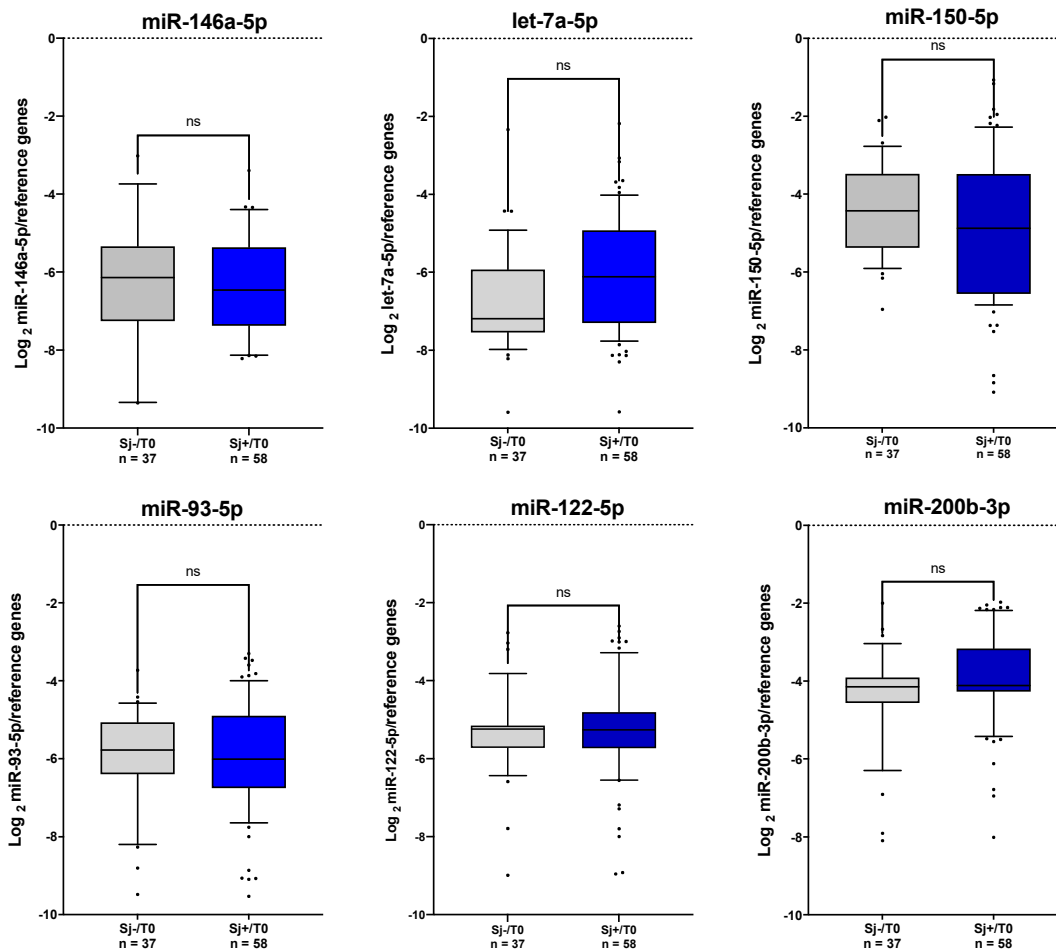 miR-146a-5p
Log 2 miR-146a-5p/reference genes
0
-2
-4
-6
-8
-10
ns
Sj-/T0
n = 37
Sj+/T0
n = 58
let-7a-5p
Log 2 let-7a-5p/reference genes
0
-2
-4
-6
-8
-10
ns
Sj-/T0
n = 37
Sj+/T0
n = 58
miR-150-5p
Log 2 miR-150-5p/reference genes
0
-2
-4
-6
-8
-10
ns
Sj-/T0
n = 37
Sj+/T0
n = 58
miR-93-5p
Log 2 miR-93-5p/reference genes
0
-2
-4
-6
-8
-10
ns
Sj-/T0
n = 37
Sj+/T0
n = 58
miR-122-5p
Log 2 miR-122-5p/reference genes
0
-2
-4
-6
-8
-10
ns
Sj-/T0
n = 37
Sj+/T0
n = 58
miR-200b-3p
Log 2 miR-200b-3p/reference genes
0
-2
-4
-6
-8
-10
ns
Sj-/T0
n = 37
Sj+/T0
n = 58